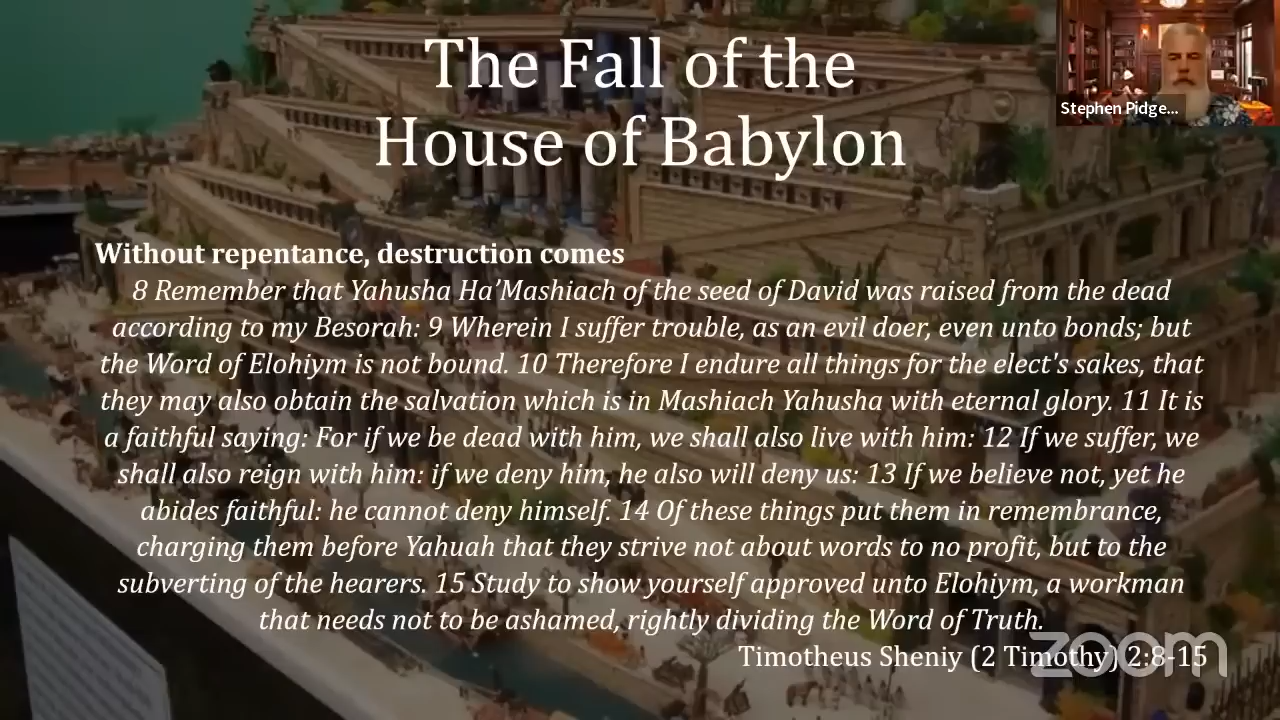 The Fall of the
House of Babylon
Stephen Pidge...
Without repentance, destruction comes
8 Remember that Yahusha Ha’Mashiach of the seed of David was raised from the dead
according to my Besorah: 9 Wherein I suffer trouble, as an evil doer, even unto bonds; but
the Word of Elohiym is not bound. 10 Therefore I endure all things for the elect's sakes, that
they may also obtain the salvation which is in Mashiach Yahusha with eternal glory. 11 It is
a faithful saying: For if we be dead with him, we shall also live with him: 12 If we suffer, we
shall also reign with him: if we deny him, he also will deny us: 13 If we believe not, yet he
abides faithful: he cannot deny himself. 14 Of these things put them in remembrance,
charging them before Yahuah that they strive not about words to no profit, but to the
subverting of the hearers. 15 Study to show yourself approved unto Elohiym, a workman
that needs not to be ashamed, rightly dividing the Word of Truth.
Timotheus Sheniy (2 Timothy) 2:8-15
zoom